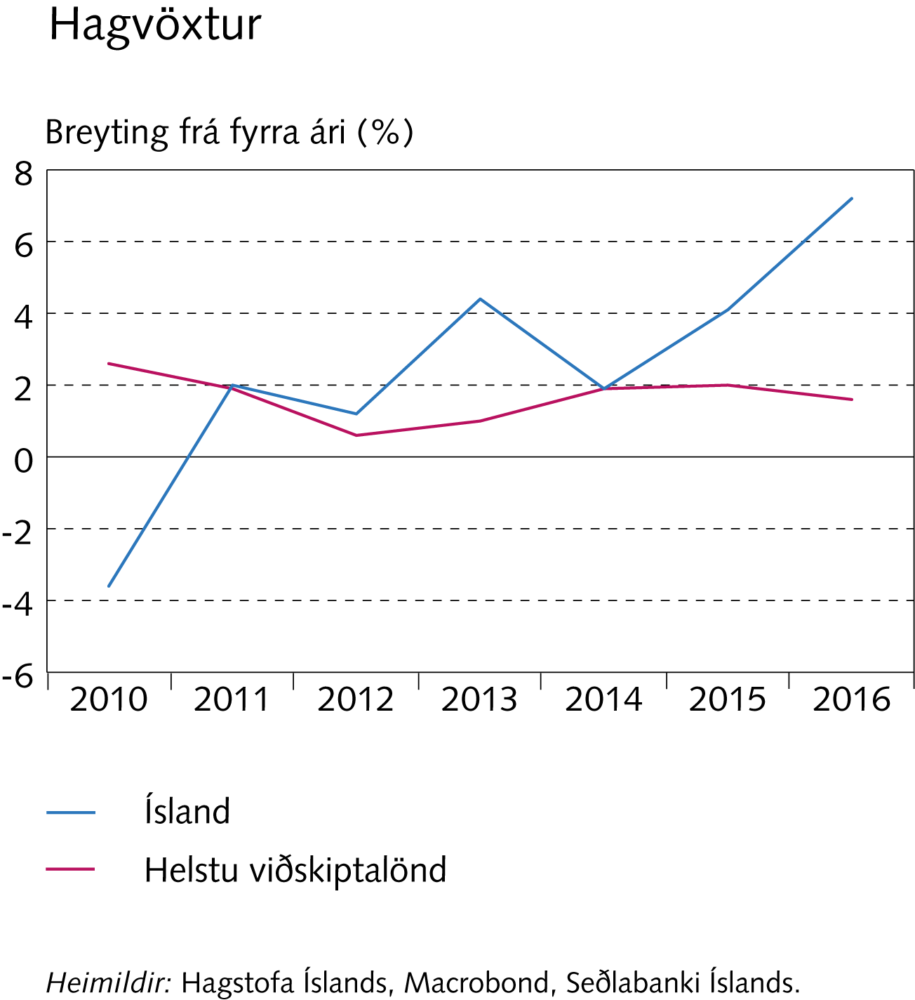 Hagvöxtur
Breyting frá fyrra ári (%)
8
6
4
2
0
-2
-4
-6
2010 2011 2012 2013 2014 2015 2016
Ísland
Helstu viðskiptalönd
Heimildir: Hagstofa Íslands, Macrobond, Seðlabanki Íslands.